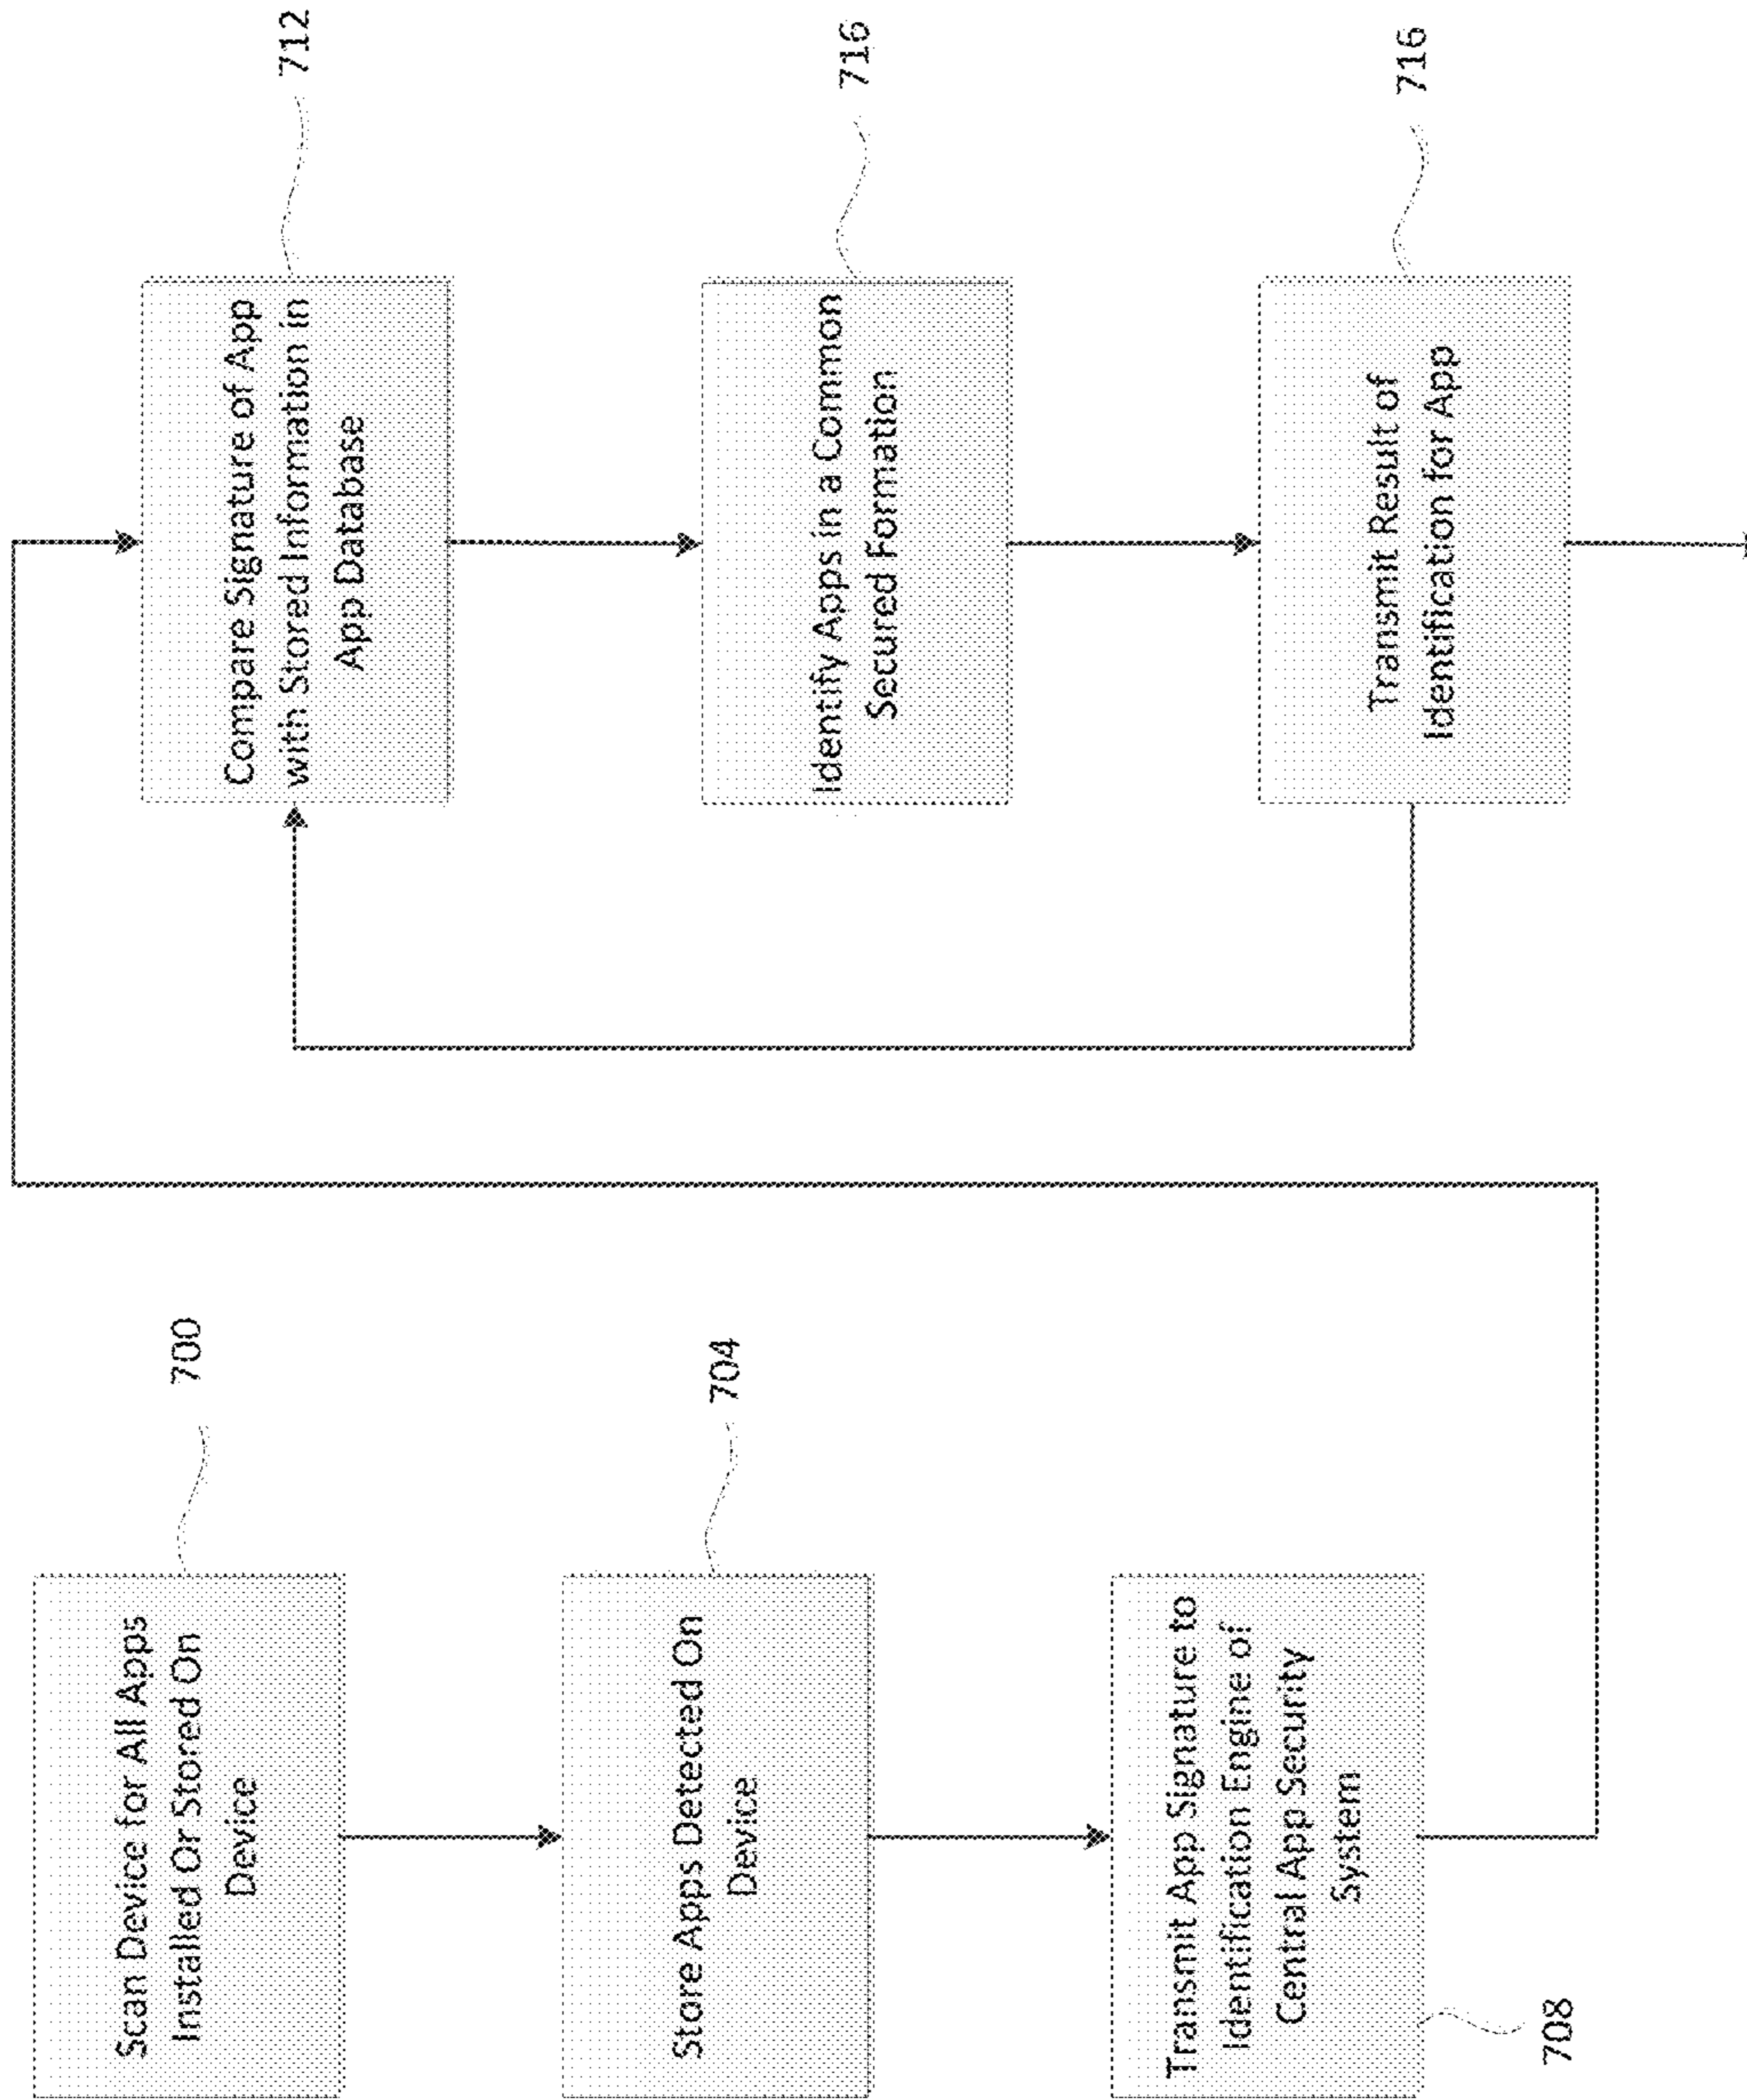 Scan Device for All Apps
Installed Or Stored On
Device
700
Store Apps Detected On
Device
704
Transmit App Signature to
Identification Engine of
Central App Security
System
708
Compare Signature of App
with Stored Information in
App Database
712
Identify Apps in a Common
Secured Formation
716
Transmit Result of
Identification for App
716